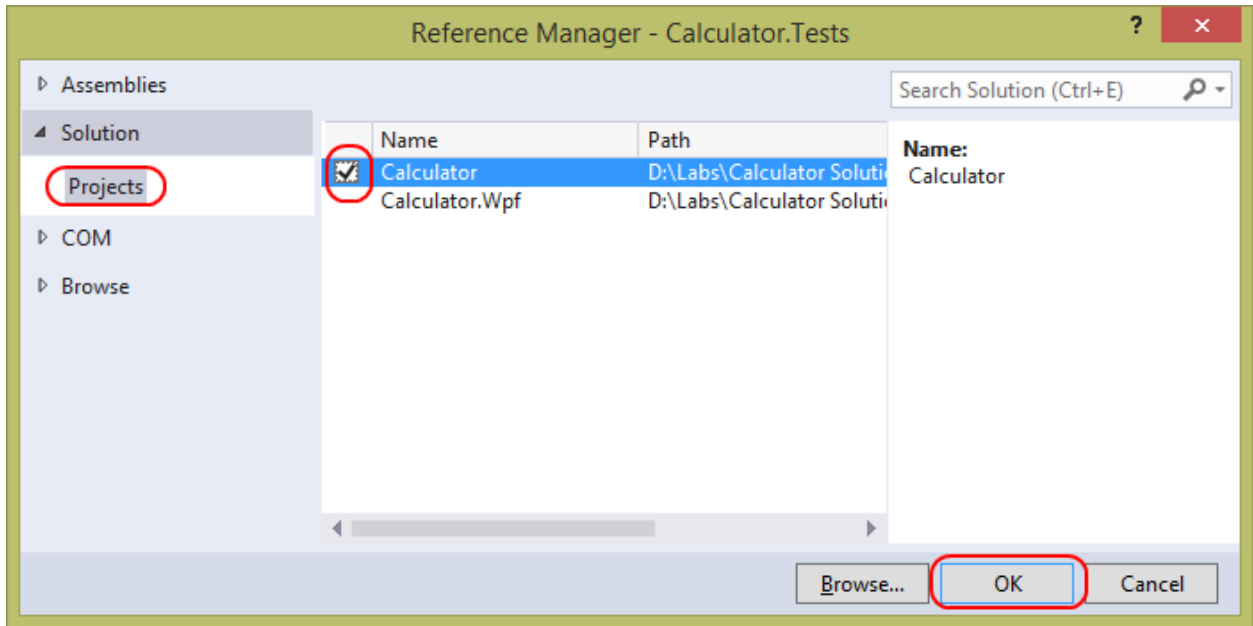 Reference Manager - Calculator.Tests
?
Assemblies
Solution
Projects
COM
Browse
Name Path
Calculator D:\Labs\Calculator Soluti
Calculator.Wpf D:\Labs\Calculator Soluti
Search Solution (Ctrl+E)
Name:
Calculator
Browse... OK Cancel